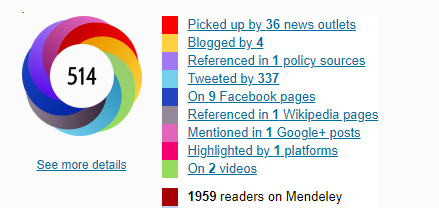 514
See more details
Picked up by 36 news outlets
Blogged by 4
Referenced in 1 policy sources
Tweeted by 337
On 9 Facebook pages
Referenced in 1 Wikipedia pages
Mentioned in 1 Google+ posts
Highlighted by 1 platforms
On 2 videos
1959 readers on Mendeley